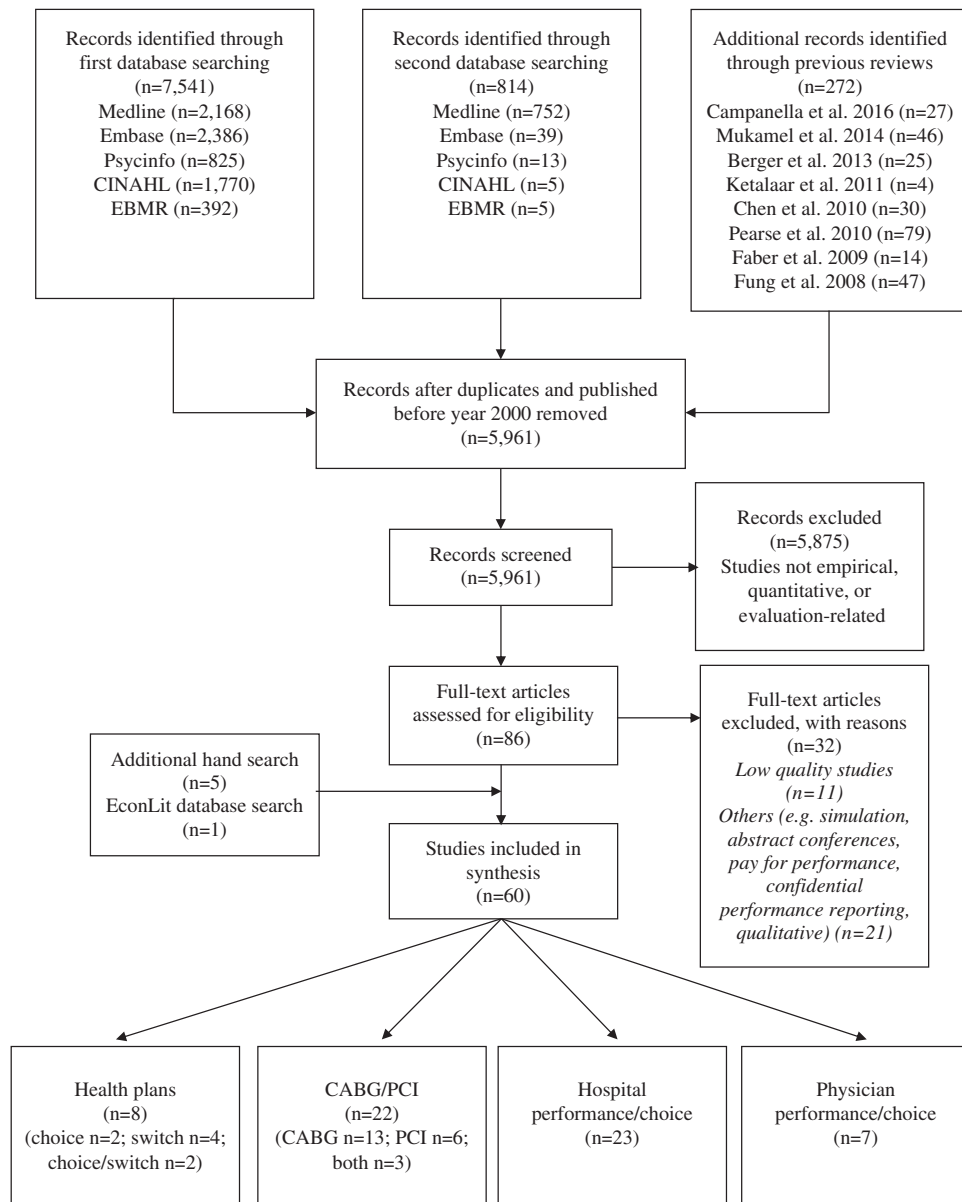 Records identified through
first database searching
(n=7,541)
Medline (n=2,168)
Embase (n=2,386)
Psycinfo (n=825)
CINAHL (n=1,770)
EBMR (n=392)
Records identified through
second database searching
(n=814)
Medline (n=752)
Embase (n=39)
Psycinfo (n=13)
CINAHL (n=5)
EBMR (n=5)
Additional records identified
through previous reviews
(n=272)
Campanella et al. 2016 (n=27)
Mukamel et al. 2014 (n=46)
Berger et al. 2013 (n=25)
Ketalaar et al. 2011 (n=4)
Chen et al. 2010 (n=30)
Pearse et al. 2010 (n=79)
Faber et al. 2009 (n=14)
Fung et al. 2008 (n=47)
Records after duplicates and published
before year 2000 removed
(n=5,961)
Records screened
(n=5,961)
Records excluded
(n=5,875)
Studies not empirical,
quantitative, or
evaluation-related
Full-text articles
assessed for eligibility
(n=86)
Full-text articles
excluded, with reasons
(n=32)
Low quality studies
(n=11)
Others (e.g. simulation,
abstract conferences,
pay for performance,
confidential
performance reporting,
qualitative) (n=21)
Additional hand search
(n=5)
EconLit database search
(n=1)
Studies included in
synthesis
(n=60)
Health plans
(n=8)
(choice n=2; switch n=4;
choice/switch n=2)
CABG/PCI
(n=22)
(CABG n=13; PCI n=6;
both n=3)
Hospital
performance/choice
(n=23)
Physician
performance/choice
(n=7)